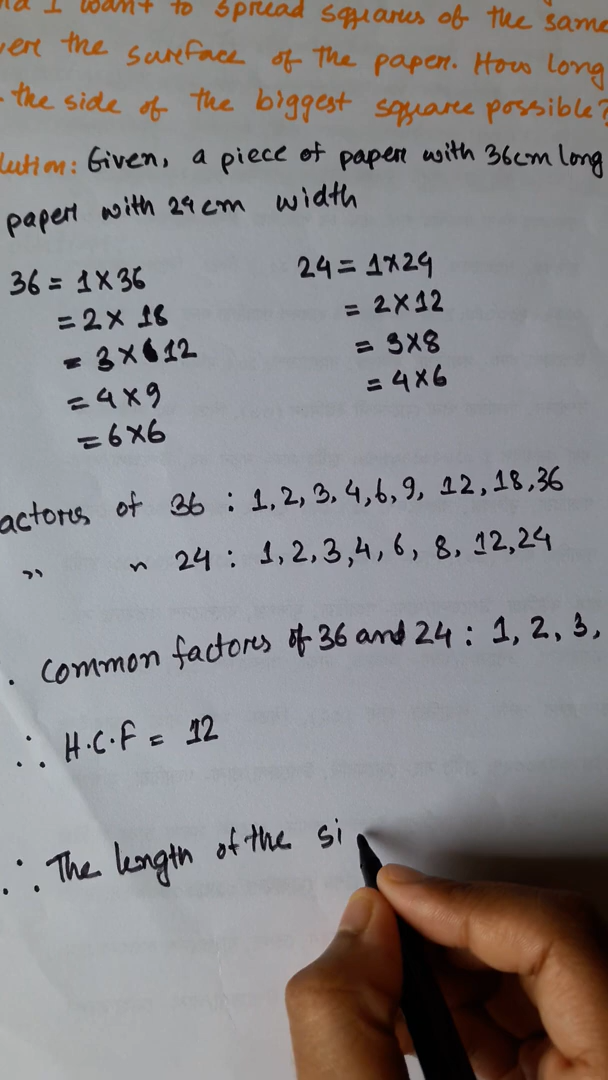 I want to spread squares of the same
the surface of the paper. How long
the side of the biggest square possible?
lution: Given, a piece of paper with 36cm long
paper with 24cm width
36 = 1×36 24 = 1×24
= 2 × 18 = 2×12
= 3×12 = 3×8
= 4×9 = 4×6
= 6×6
actores of 36 : 1, 2, 3, 4, 6, 9, 12, 18, 36
" " 24 : 1, 2, 3, 4, 6, 8, 12, 24
. Common factores of 36 and 24 : 1, 2, 3,
∴ H.C.F = 12
∴ The length of the si